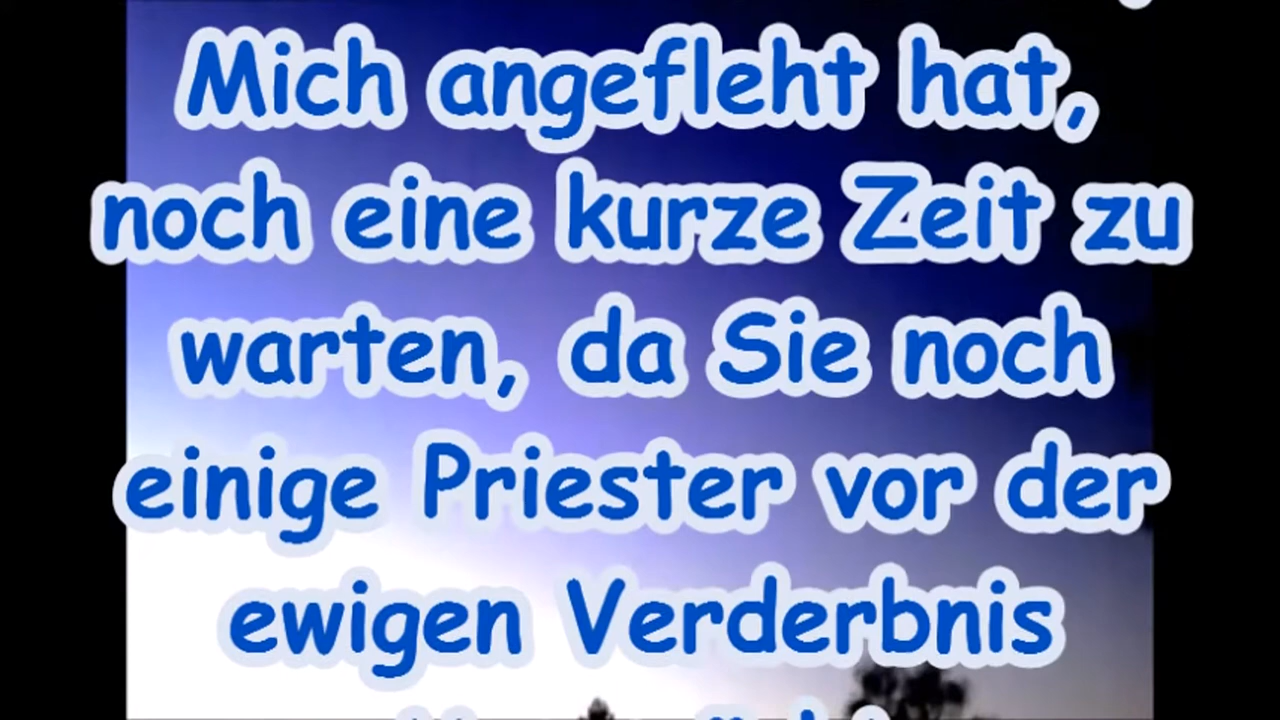 Mich angefleht hat,
noch eine kurze Zeit zu
warten, da Sie noch
einige Priester vor der
ewigen Verderbnis